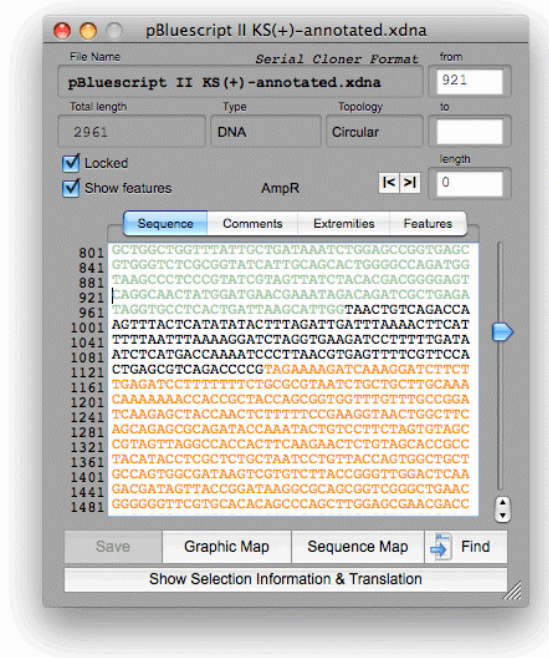 pBluescript II KS(+)-annotated.xdna
File Name
Serial Cloner Format
from
pBluescript II KS(+)-annotated.xdna
921
Total length
Type
Topology
to
2961
DNA
Circular
Locked
length
Show features
AmpR
|< >|
0
Sequence
Comments
Extremities
Features
801 GCTGGCTGGTTTATTGCTGATAAATCTGGAGCCGGTGAGC
841 GTGGGTCTCGCGGTATCATTGCAGCACTGGGGCCAGATGG
881 TAAGCCCTCCCGTATCGTAGTTATCTACACGACGGGGAGT
921 CAGGCAACTATGGATGAACGAAATAGACAGATCGCTGAGA
961 TAGGTGCCTCACTGATTAAGCATTGGTAACTGTCAGACCA
1001 AGTTTACTCATATATACTTTAGATTGATTTAAAACTTCAT
1041 TTTTAATTTAAAAGGATCTAGGTGAAGATCCTTTTTGATA
1081 ATCTCATGACCAAAATCCCTTAACGTGAGTTTTCGTTCCA
1121 CTGAGCGTCAGACCCCGTAGAAAAGATCAAAGGATCTTCT
1161 TGAGATCCTTTTTTTCTGCGCGTAATCTGCTGCTTGCAAA
1201 CAAAAAAACCACCGCTACCAGCGGTGGTTTGTTTGCCGGA
1241 TCAAGAGCTACCAACTCTTTTTCCGAAGGTAACTGGCTTC
1281 AGCAGAGCGCAGATACCAAATACTGTCCTTCTAGTGTAGC
1321 CGTAGTTAGGCCACCACTTCAAGAACTCTGTAGCACCGCC
1361 TACATACCTCGCTCTGCTAATCCTGTTACCAGTGGCTGCT
1401 GCCAGTGGCGATAAGTCGTGTCTTACCGGGTTGGACTCAA
1441 GACGATAGTTACCGGATAAGGCGCAGCGGTCGGGCTGAAC
1481 GGGGGGTTCGTGCACACAGCCCAGCTTGGAGCGAACGACC
Save
Graphic Map
Sequence Map
Find
Show Selection Information & Translation